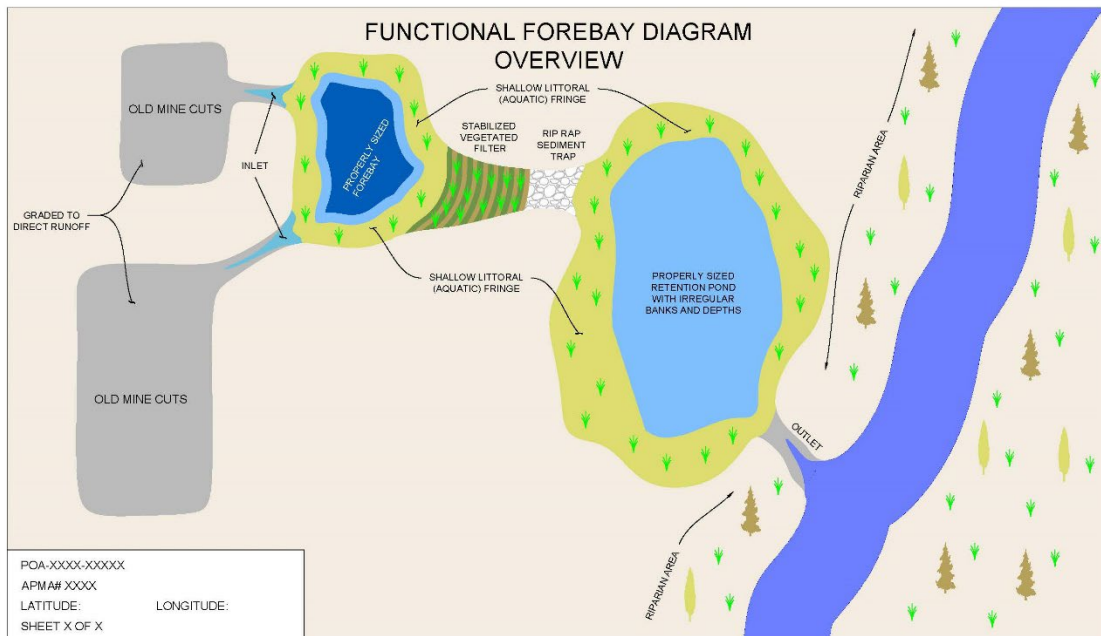 FUNCTIONAL FOREBAY DIAGRAM
OVERVIEW
OLD MINE CUTS
INLET
GRADED TO
DIRECT RUNOFF
OLD MINE CUTS
PROPERLY SIZED
FOREBAY
SHALLOW LITTORAL
(AQUATIC) FRINGE
STABILIZED
VEGETATED
FILTER
RIP RAP
SEDIMENT
TRAP
SHALLOW LITTORAL
(AQUATIC) FRINGE
PROPERLY SIZED
RETENTION POND
WITH IRREGULAR
BANKS AND DEPTHS
RIPARIAN AREA
OUTLET
RIPARIAN AREA
POA-XXXX-XXXXX
APMA# XXXX
LATITUDE: LONGITUDE:
SHEET X OF X